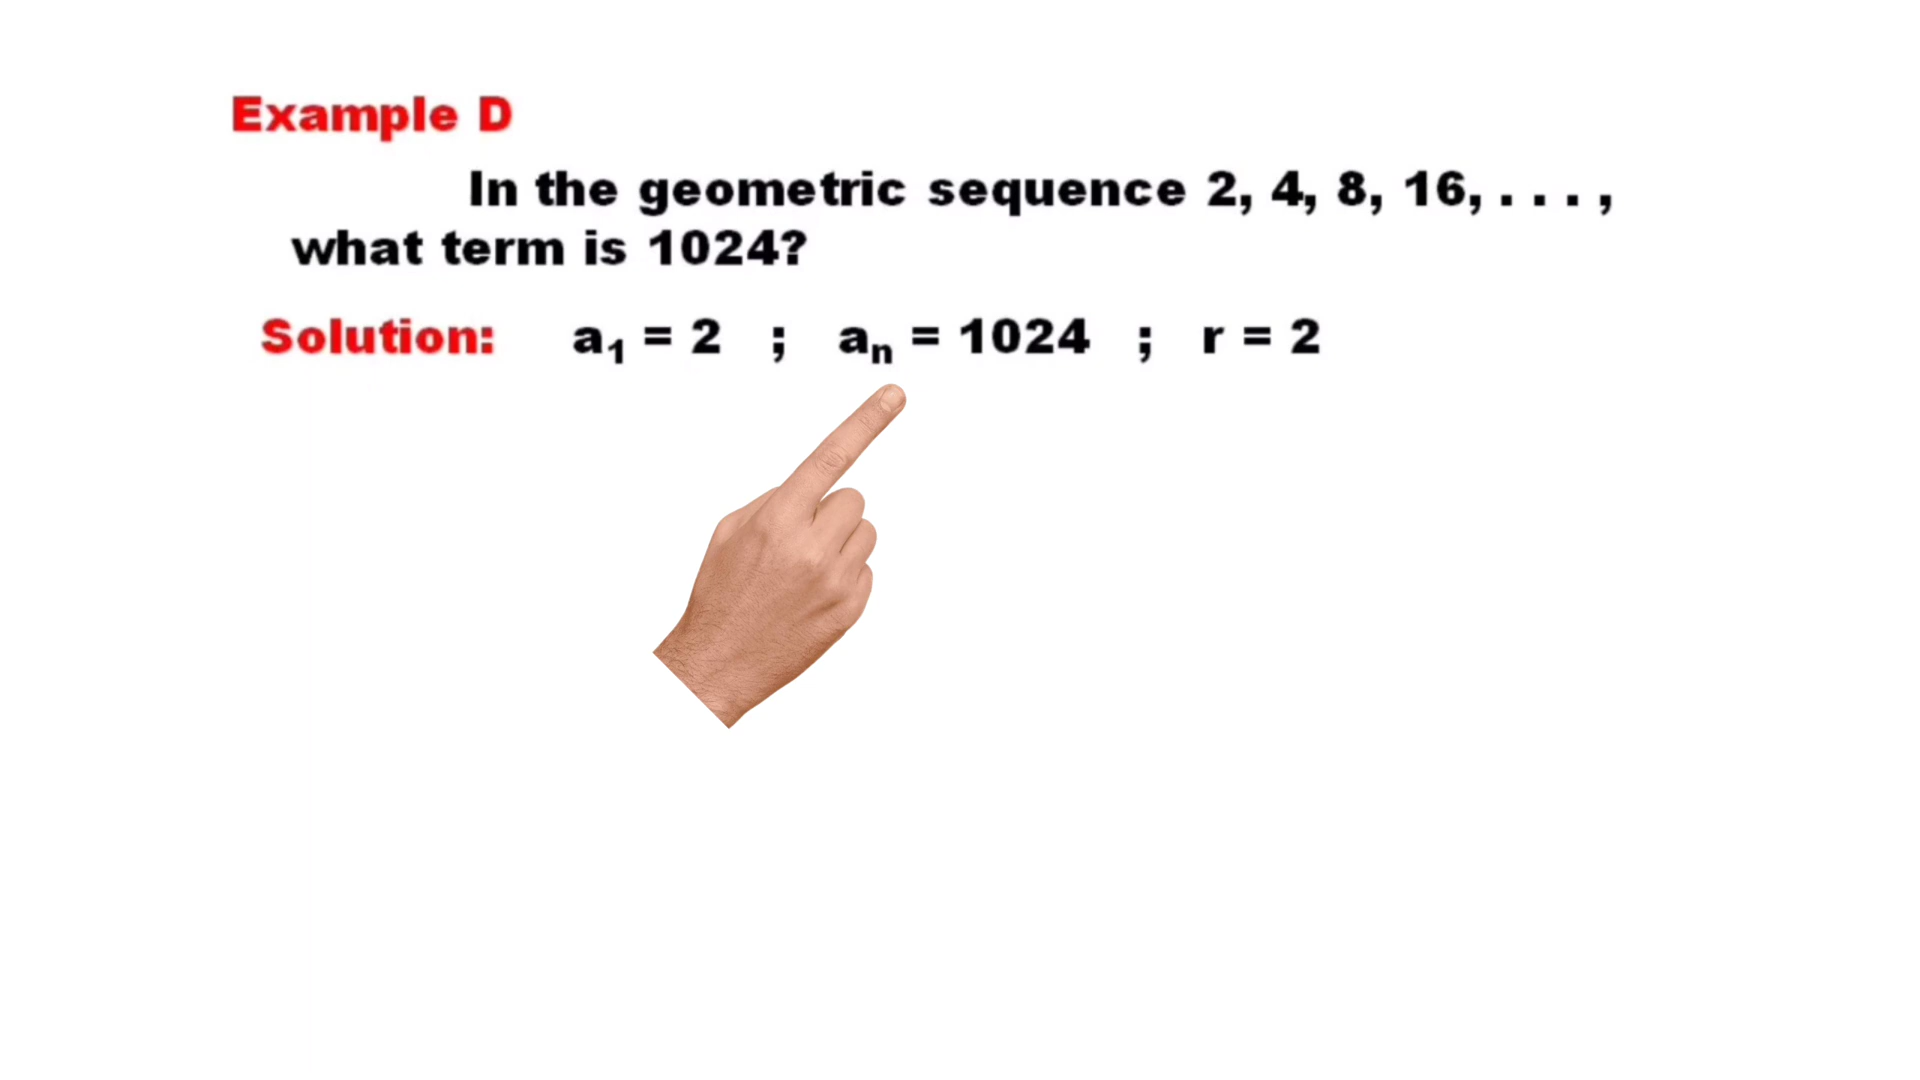 Example D
In the geometric sequence 2, 4, 8, 16, . . . ,
what term is 1024?
Solution: a₁ = 2 ; aₙ = 1024 ; r = 2